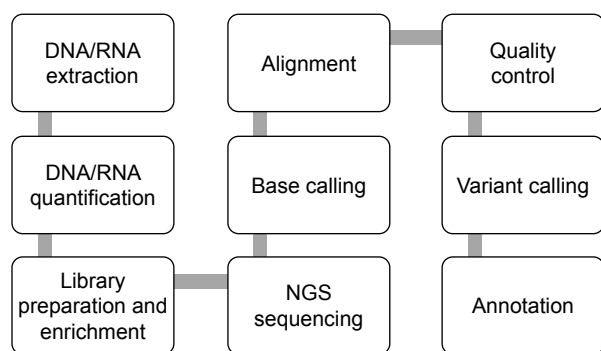 DNA/RNA
extraction
DNA/RNA
quantification
Library
preparation and
enrichment
NGS
sequencing
Base calling
Alignment
Quality
control
Variant calling
Annotation